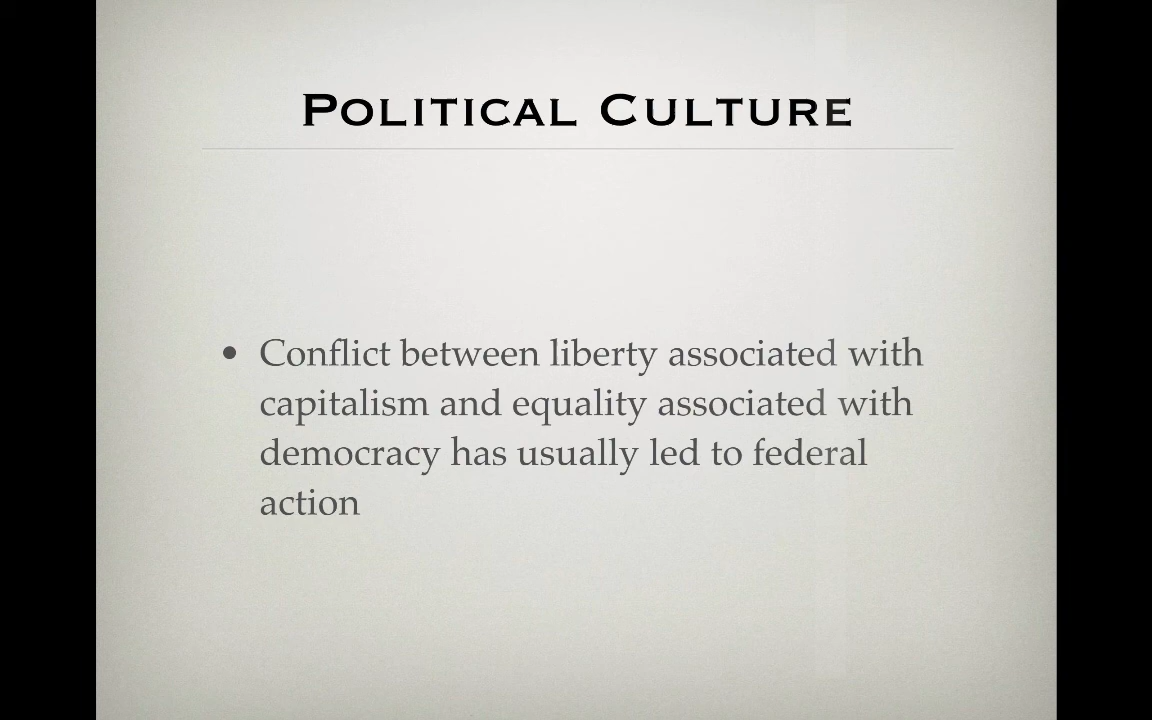 Political Culture
• Conflict between liberty associated with
capitalism and equality associated with
democracy has usually led to federal
action